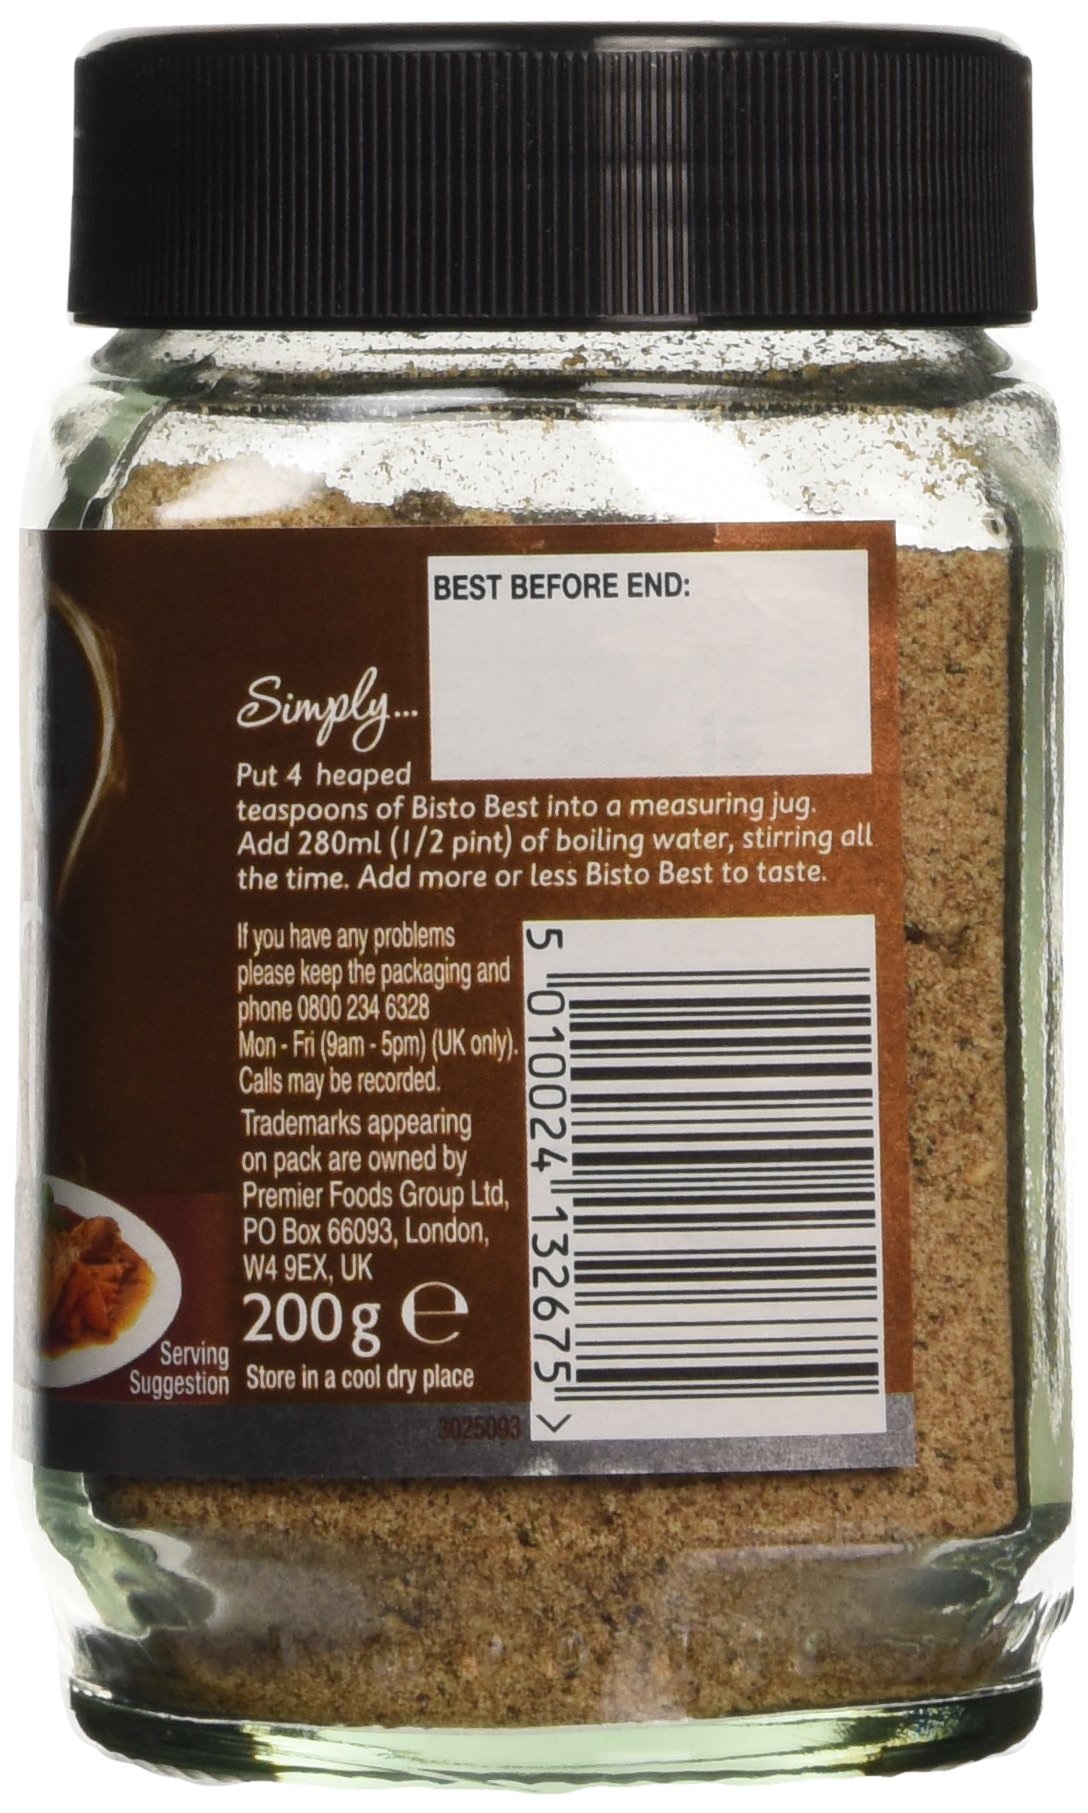 BEST BEFORE END:
Simply...
Put 4 heaped
teaspoons of Bisto Best into a measuring jug.
Add 280ml (1/2 pint) of boiling water, stirring all
the time. Add more or less Bisto Best to taste.
If you have any problems
please keep the packaging and
phone 0800 234 6328
Mon - Fri (9am - 5pm) (UK only).
Calls may be recorded.
Trademarks appearing
on pack are owned by
Premier Foods Group Ltd,
PO Box 66093, London,
W4 9EX, UK
200g e
Store in a cool dry place
Serving
Suggestion
3025093
5 010024 132675 >